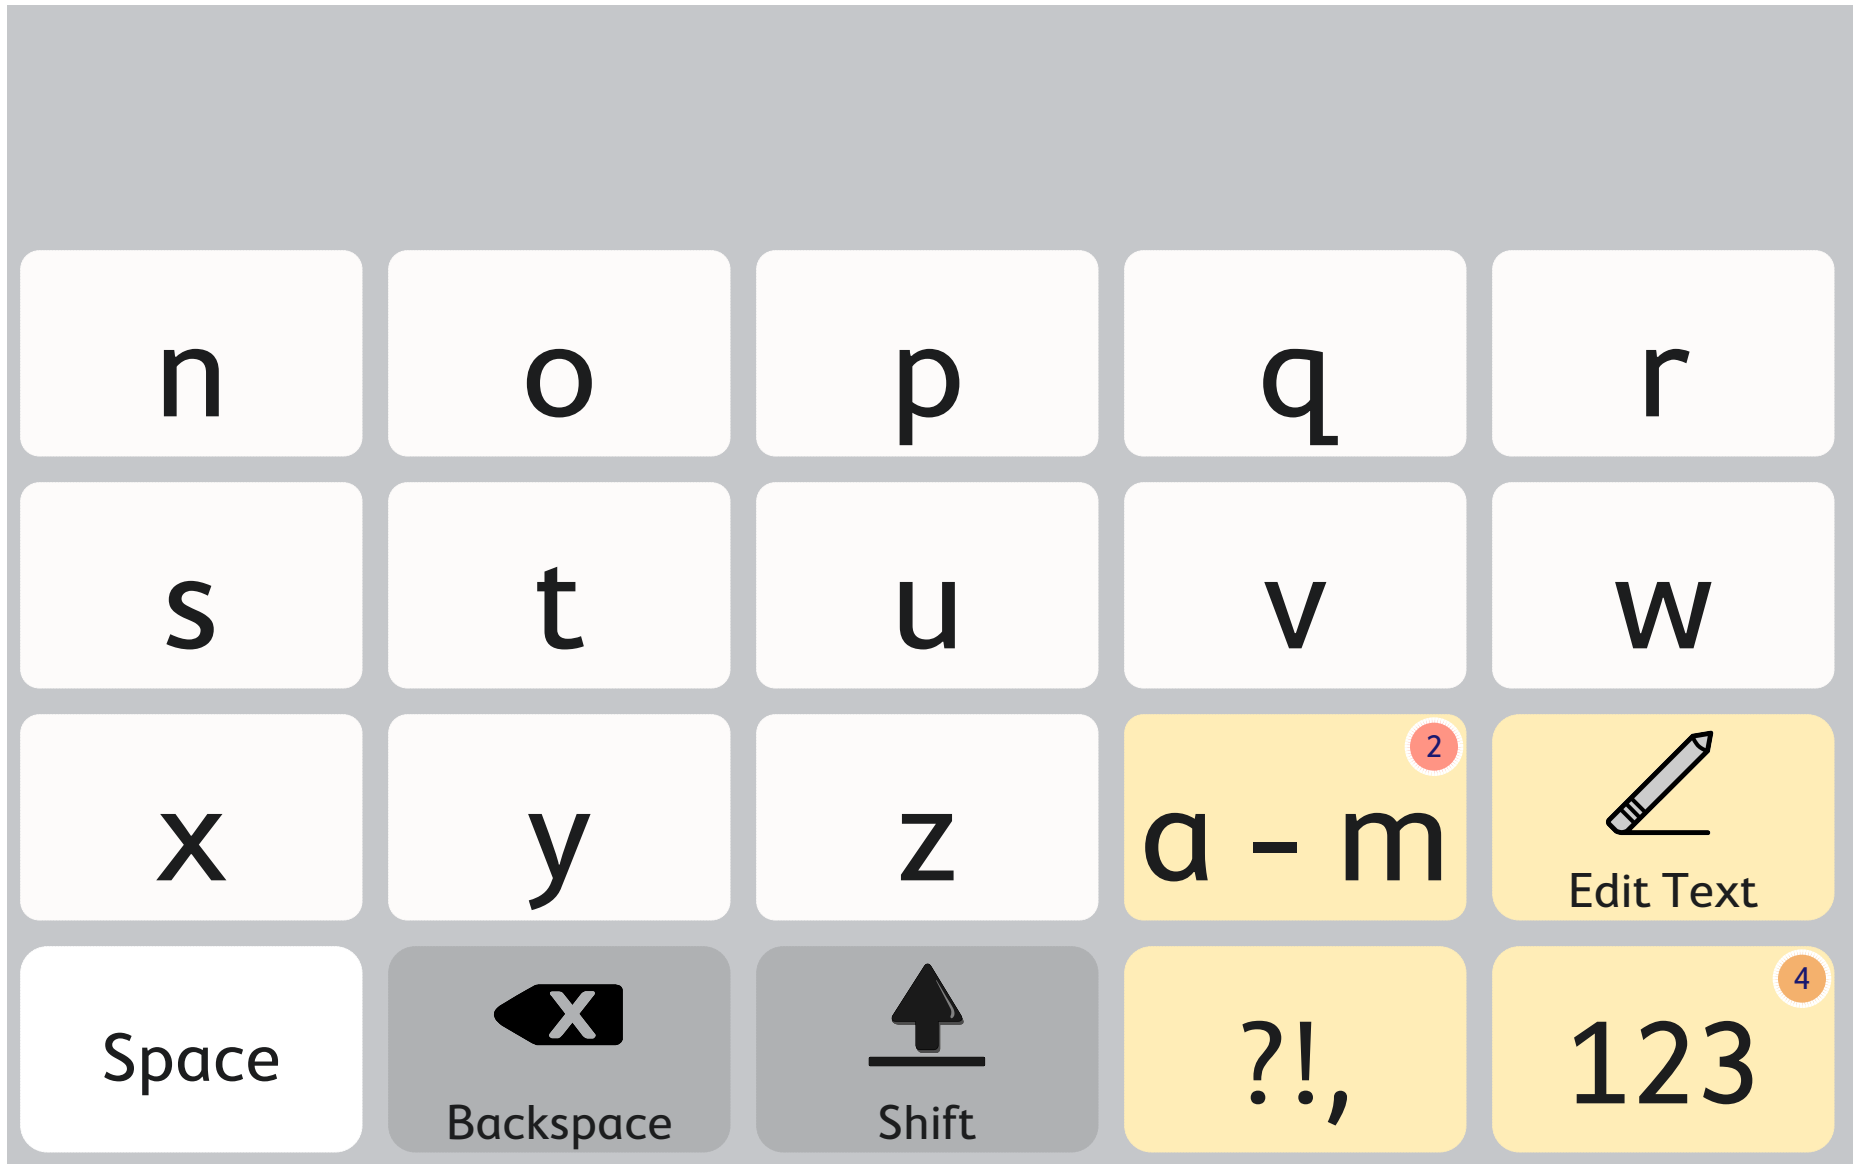 n o p q r
s t u v w
x y z a - m 2 Edit Text
Space X Backspace Shift ?!, 123 4